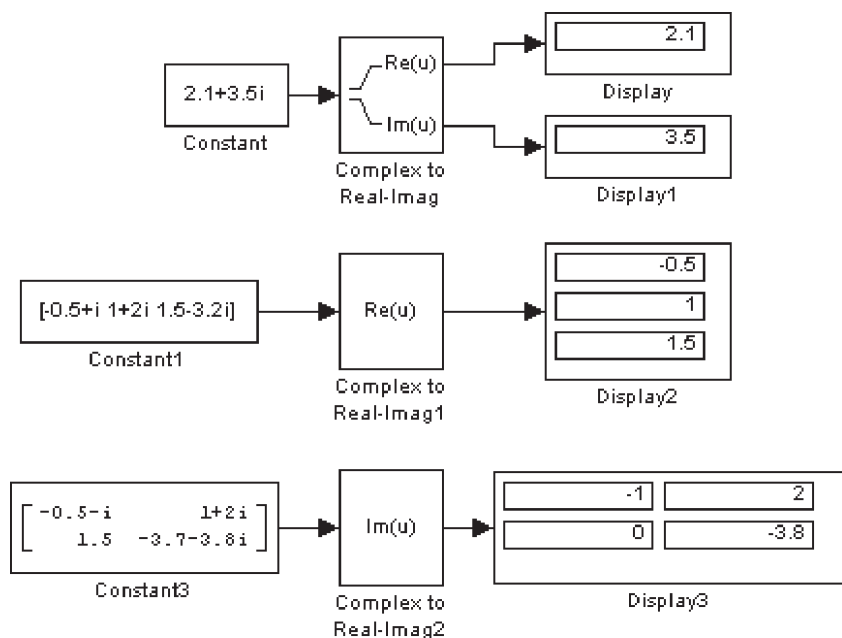 2.1+3.5i
Constant
Re(u)
Im(u)
Complex to
Real-Imag
2.1
Display
3.5
Display1
[-0.5+i 1+2i 1.5-3.2i]
Constant1
Re(u)
Complex to
Real-Imag1
-0.5
1
1.5
Display2
-0.5-i 1+2i
1.5 -3.7-3.8i
Constant3
Im(u)
Complex to
Real-Imag2
-1 2
0 -3.8
Display3